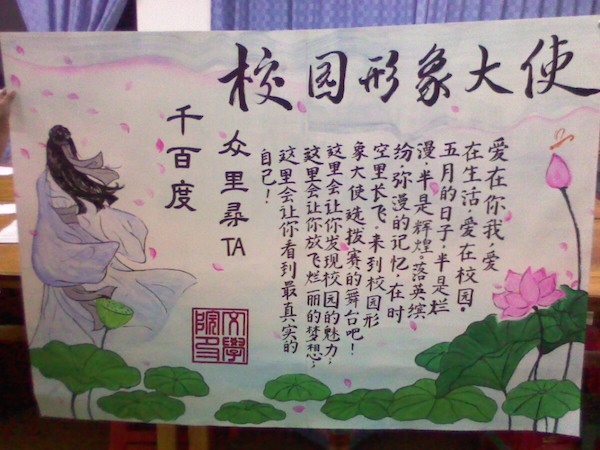 校园形象大使
爱在你我,爱
在生活,爱在校园。
五月的日子,半是烂
漫,半是辉煌。落英缤
纷,弥漫的记忆,在时
空里长飞。来到校园形
象大使选拨赛的舞台吧!
这里会让你发现校园的魅力,
这里会让你放飞烂丽的梦想,
这里会让你看到最真实的
自己!
众里尋TA
千百度
文學
院印